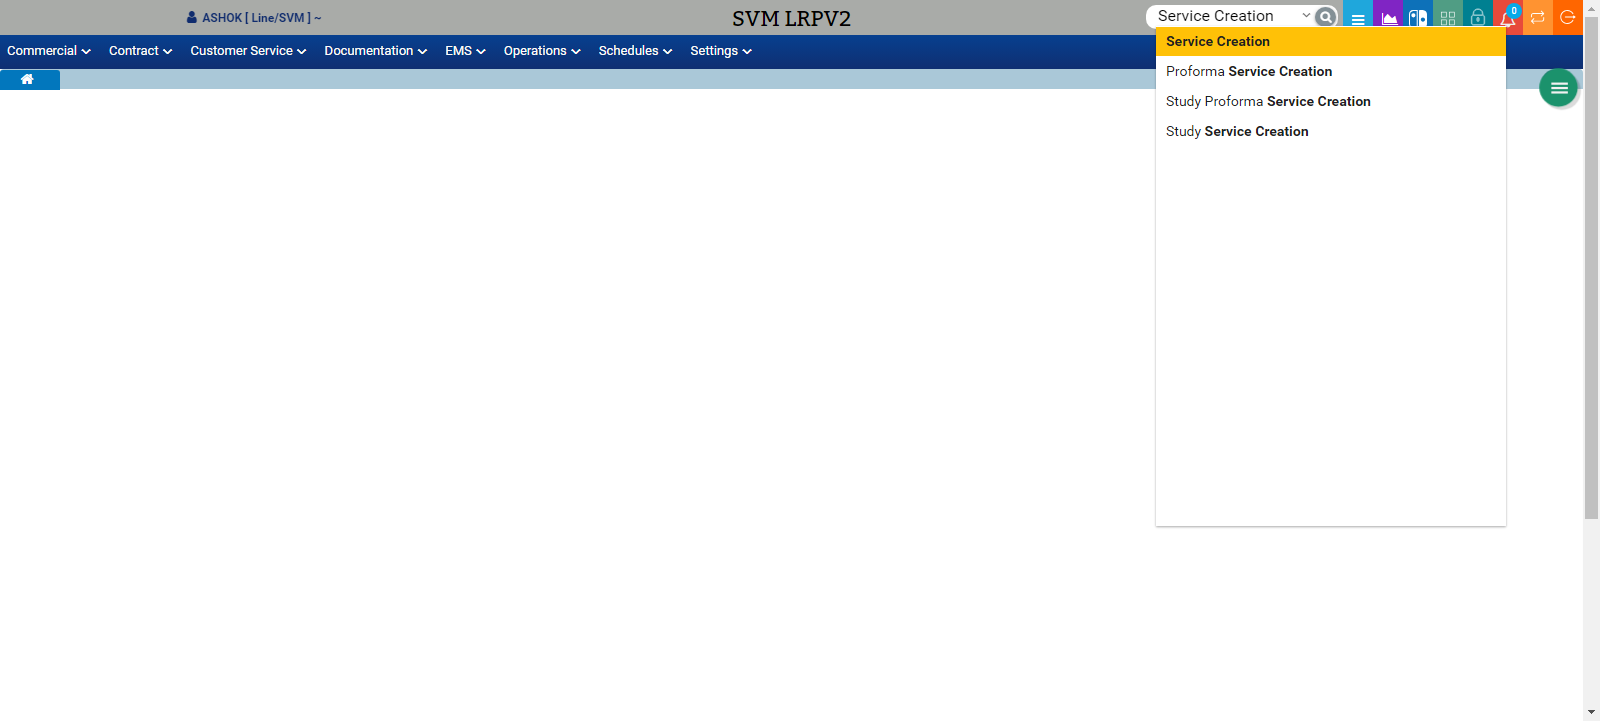 ASHOK [ Line/SVM ] ~
SVM LRPV2
Service Creation
0
Commercial
Contract
Customer Service
Documentation
EMS
Operations
Schedules
Settings
Service Creation
Proforma Service Creation
Study Proforma Service Creation
Study Service Creation